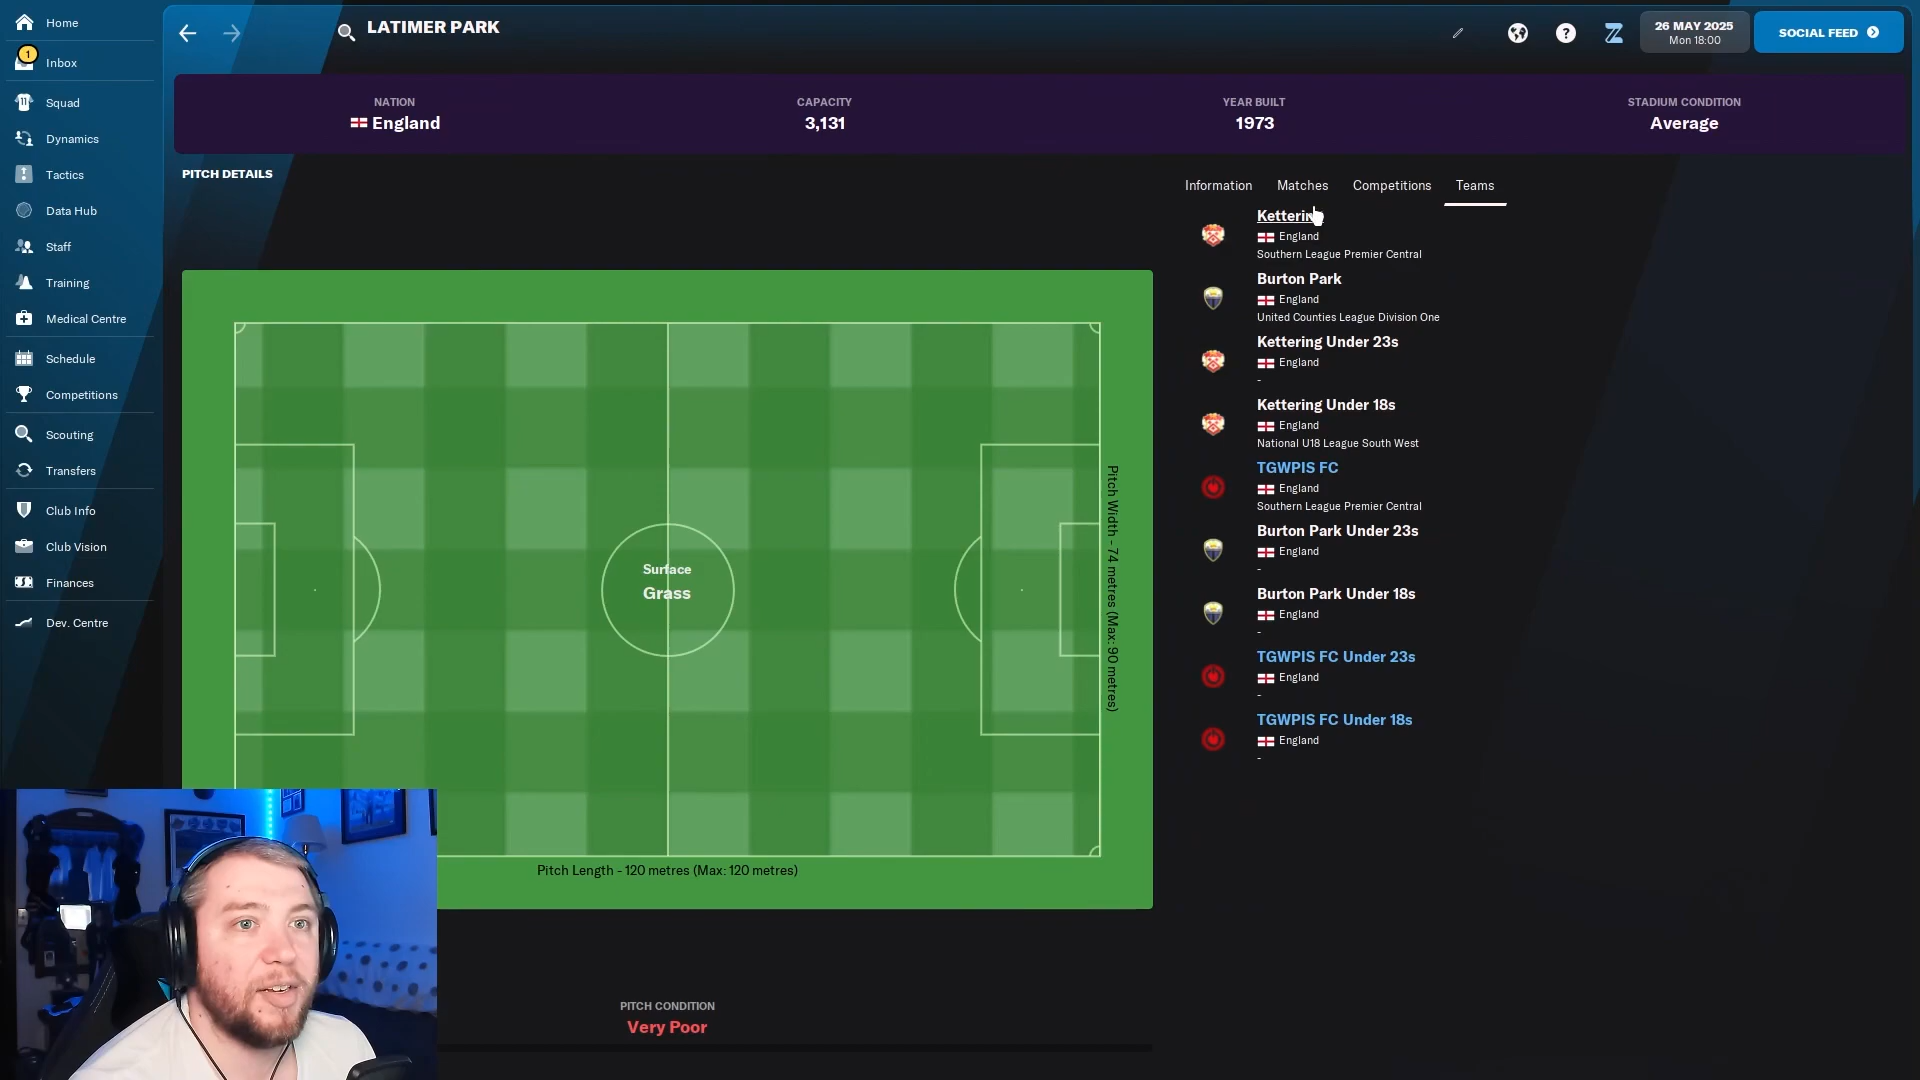 Home
Inbox
1
Squad
Dynamics
Tactics
Data Hub
Staff
Training
Medical Centre
Schedule
Competitions
Scouting
Transfers
Club Info
Club Vision
Finances
Dev. Centre
LATIMER PARK
26 MAY 2025
Mon 18:00
SOCIAL FEED
NATION
England
CAPACITY
3,131
YEAR BUILT
1973
STADIUM CONDITION
Average
PITCH DETAILS
Surface
Grass
Pitch Width - 74 metres (Max: 90 metres)
Pitch Length - 120 metres (Max: 120 metres)
PITCH CONDITION
Very Poor
Information
Matches
Competitions
Teams
England
Southern League Premier Central
Burton Park
England
United Counties League Division One
Kettering Under 23s
England
-
Kettering Under 18s
England
National U18 League South West
TGWPIS FC
England
Southern League Premier Central
Burton Park Under 23s
England
-
Burton Park Under 18s
England
-
TGWPIS FC Under 23s
England
-
TGWPIS FC Under 18s
England
-